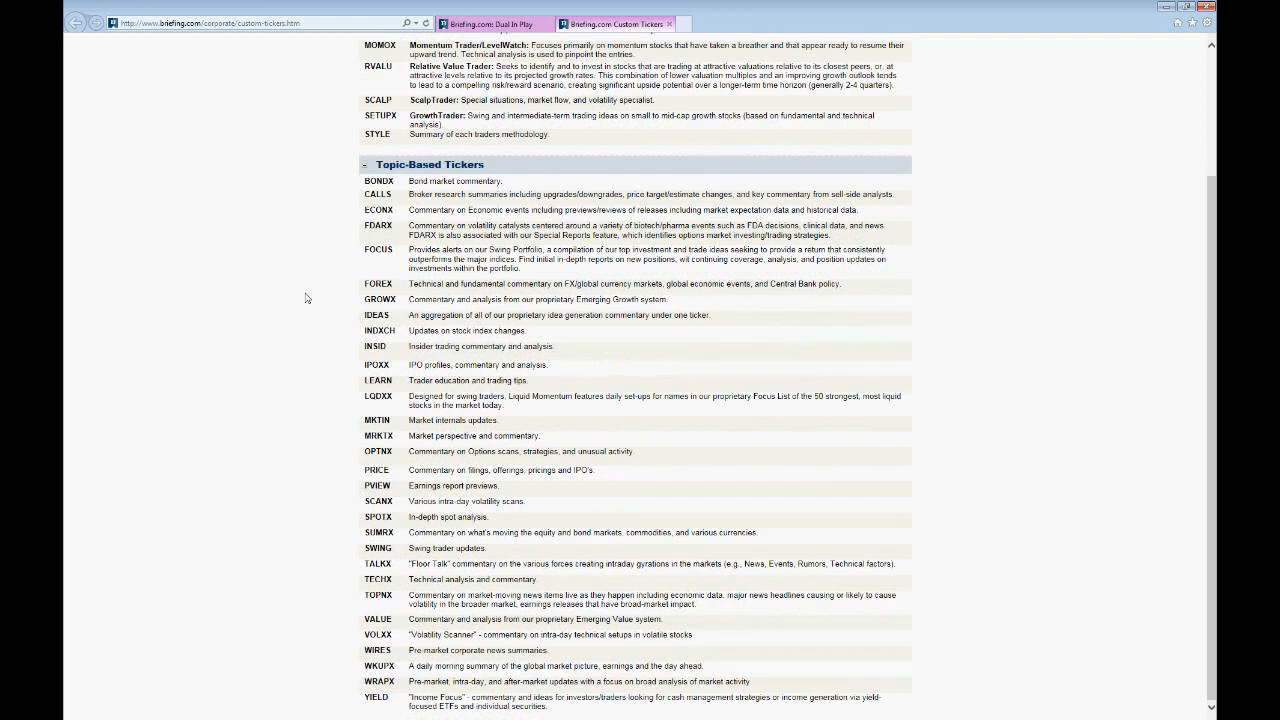 http://www.briefing.com/corporate/custom-tickers.htm
Briefing.com: Dual In Play
Briefing.com Custom Tickers
MOMOX Momentum Trader/LevelWatch: Focuses primarily on momentum stocks that have taken a breather and that appear ready to resume their
upward trend. Technical analysis is used to pinpoint the entries.
RVALU Relative Value Trader: Seeks to identify and to invest in stocks that are trading at attractive valuations relative to its closest peers, or, at
attractive levels relative to its projected growth rates. This combination of lower valuation multiples and an improving growth outlook tends
to lead to a compelling risk/reward scenario, creating significant upside potential over a longer-term time horizon (generally 2-4 quarters).
SCALP ScalpTrader: Special situations, market flow, and volatility specialist.
SETUPX GrowthTrader: Swing and intermediate-term trading ideas on small to mid-cap growth stocks (based on fundamental and technical
analysis).
STYLE Summary of each traders methodology.
- Topic-Based Tickers
BONDX Bond market commentary.
CALLS Broker research summaries including upgrades/downgrades, price target/estimate changes, and key commentary from sell-side analysts.
ECONX Commentary on Economic events including previews/reviews of releases including market expectation data and historical data.
FDARX Commentary on volatility catalysts centered around a variety of biotech/pharma events such as FDA decisions, clinical data, and news
FDARX is also associated with our Special Reports feature, which identifies options market investing/trading strategies.
FOCUS Provides alerts on our Swing Portfolio, a compilation of our top investment and trade ideas seeking to provide a return that consistently
outperforms the major indices. Find initial in-depth reports on new positions, wit continuing coverage, analysis, and position updates on
investments within the portfolio.
FOREX Technical and fundamental commentary on FX/global currency markets, global economic events, and Central Bank policy.
GROWX Commentary and analysis from our proprietary Emerging Growth system.
IDEAS An aggregation of all of our proprietary idea generation commentary under one ticker.
INDXCH Updates on stock index changes.
INSID Insider trading commentary and analysis.
IPOXX IPO profiles, commentary and analysis.
LEARN Trader education and trading tips.
LQDXX Designed for swing traders, Liquid Momentum features daily set-ups for names in our proprietary Focus List of the 50 strongest, most liquid
stocks in the market today.
MKTIN Market internals updates.
MRKTX Market perspective and commentary.
OPTNX Commentary on Options scans, strategies, and unusual activity.
PRICE Commentary on filings, offerings, pricings and IPO's.
PVIEW Earnings report previews.
SCANX Various intra-day volatility scans.
SPOTX In-depth spot analysis.
SUMRX Commentary on what's moving the equity and bond markets, commodities, and various currencies.
SWING Swing trader updates.
TALKX "Floor Talk" commentary on the various forces creating intraday gyrations in the markets (e.g., News, Events, Rumors, Technical factors).
TECHX Technical analysis and commentary.
TOPNX Commentary on market-moving news items live as they happen including economic data, major news headlines causing or likely to cause
volatility in the broader market, earnings releases that have broad-market impact.
VALUE Commentary and analysis from our proprietary Emerging Value system.
VOLXX "Volatility Scanner" - commentary on intra-day technical setups in volatile stocks
WIRES Pre-market corporate news summaries.
WKUPX A daily morning summary of the global market picture, earnings and the day ahead.
WRAPX Pre-market, intra-day, and after-market updates with a focus on broad analysis of market activity.
YIELD "Income Focus" - commentary and ideas for investors/traders looking for cash management strategies or income generation via yield-
focused ETFs and individual securities.